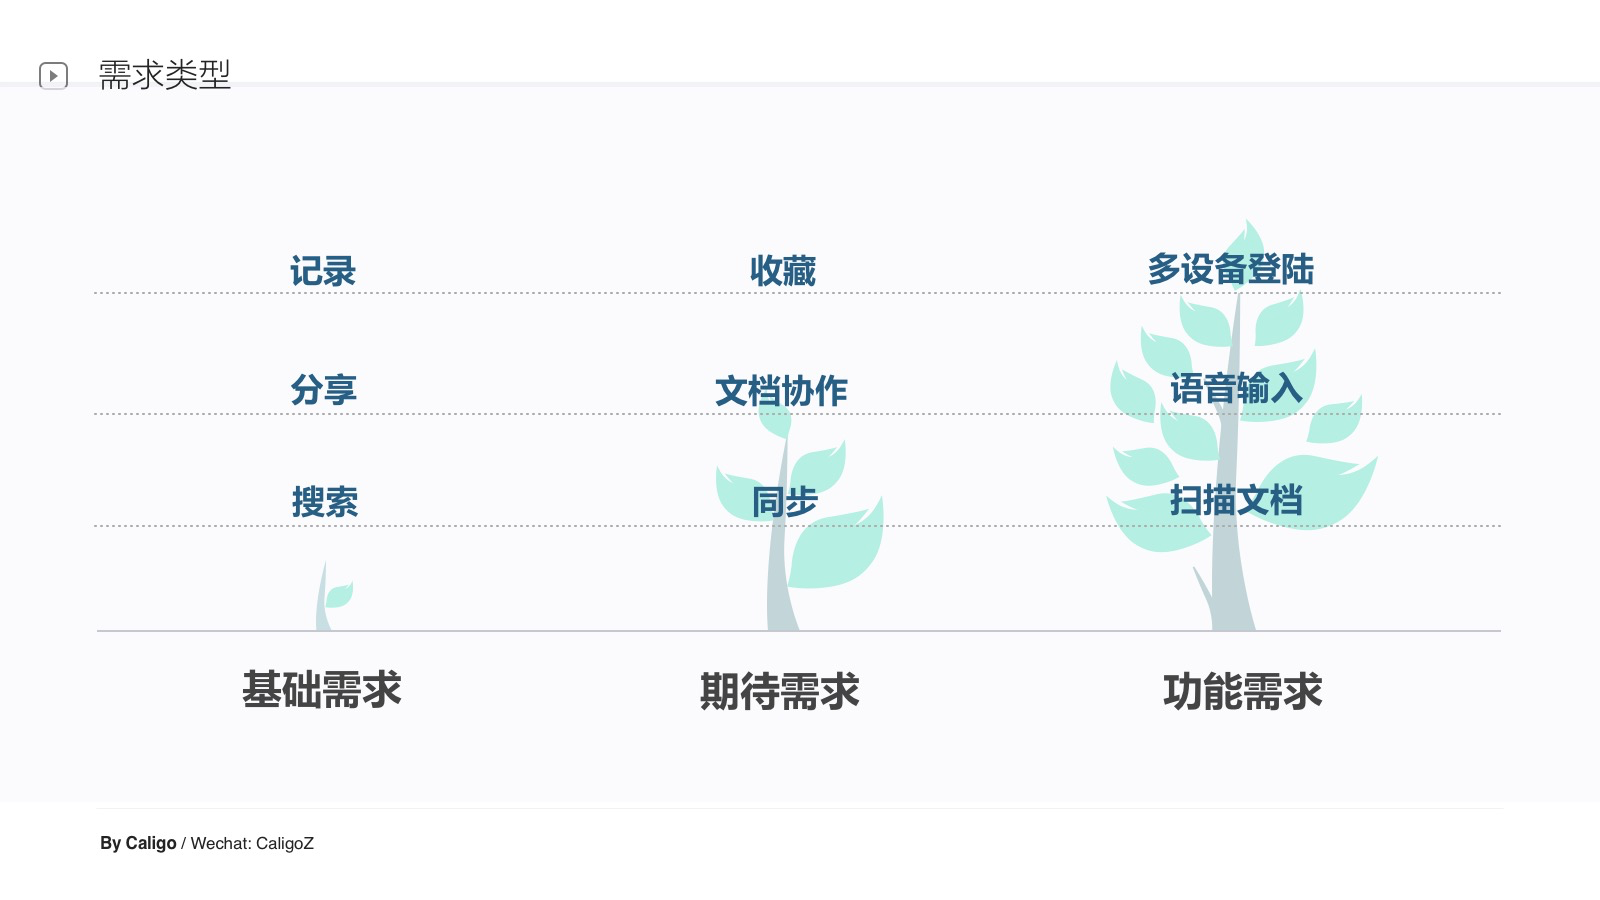 需求类型
记录
收藏
多设备登陆
分享
文档协作
语音输入
搜索
同步
扫描文档
基础需求
期待需求
功能需求
By Caligo / Wechat: CaligoZ